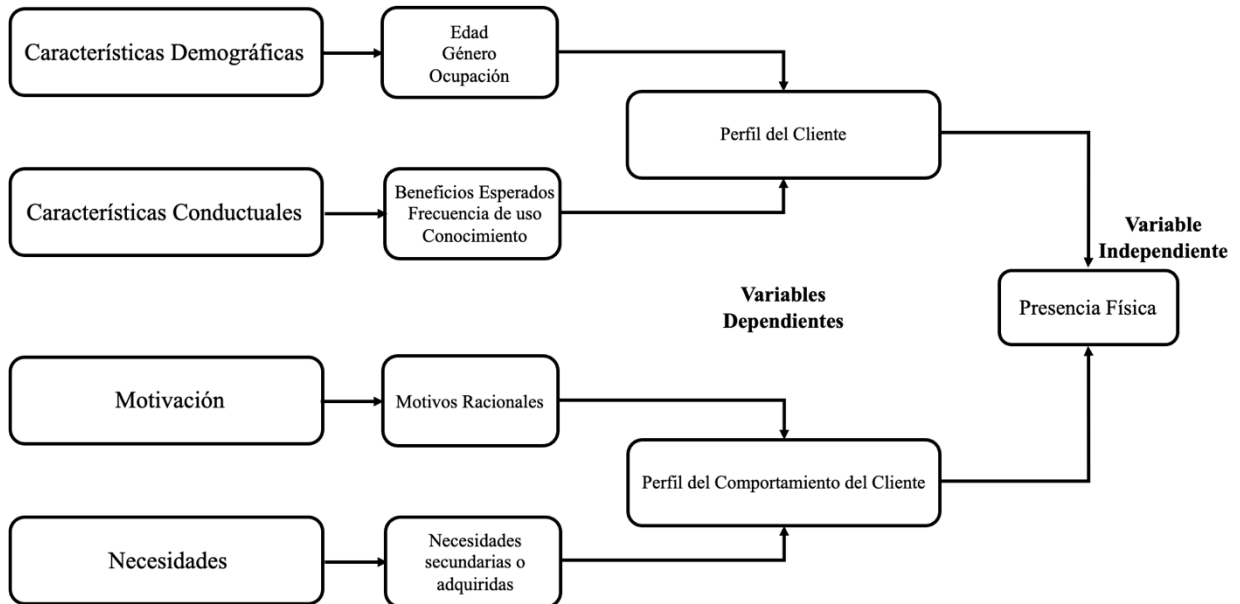 Características Demográficas
Edad
Género
Ocupación
Perfil del Cliente
Características Conductuales
Beneficios Esperados
Frecuencia de uso
Conocimiento
Variable
Independiente
Variables
Dependientes
Presencia Física
Motivación
Motivos Racionales
Perfil del Comportamiento del Cliente
Necesidades
Necesidades
secundarias o
adquiridas